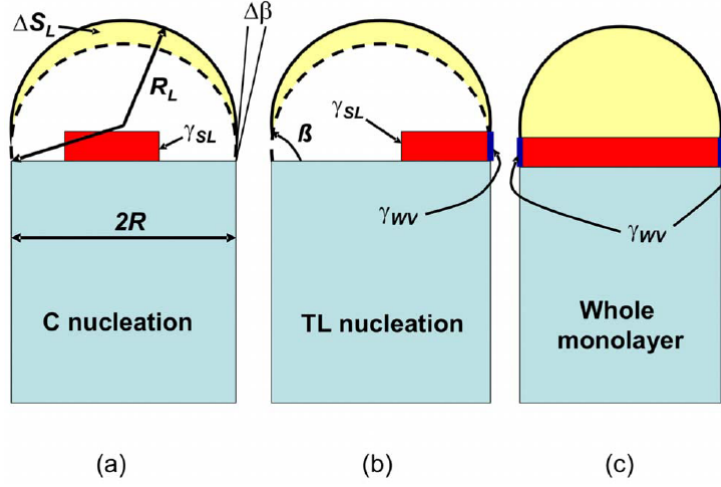 ΔS_L
Δβ
R_L
γ_SL
2R
C nucleation
(a)
γ_SL
ß
γ_WV
TL nucleation
(b)
γ_WV
Whole
monolayer
(c)